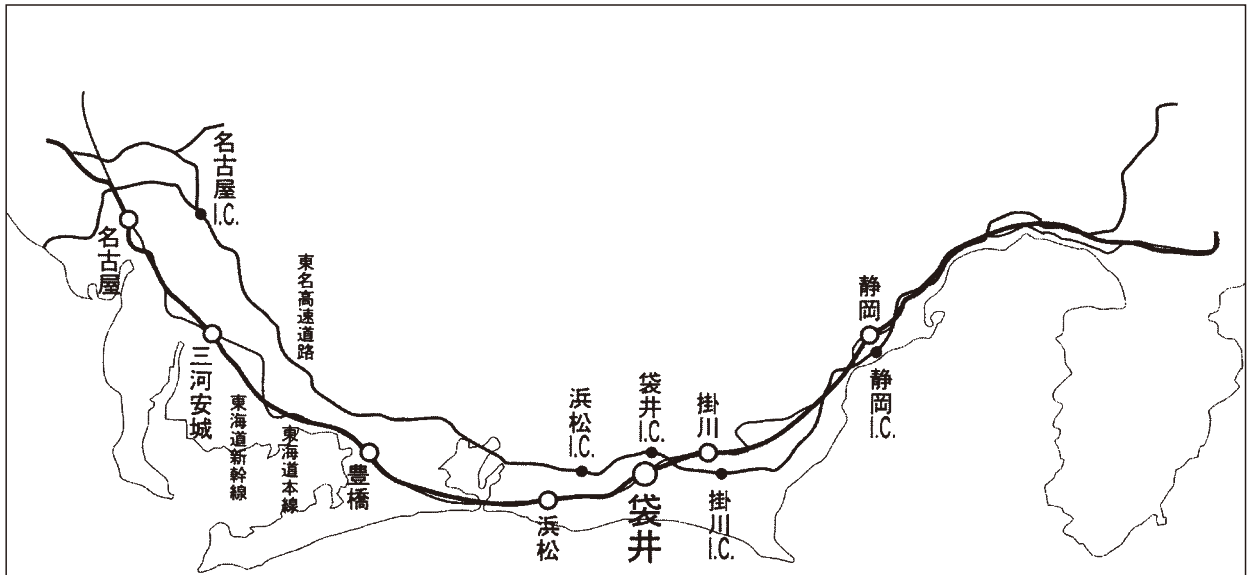 名古屋
I.C.
名古屋
東名高速道路
三河安城
東海道新幹線
東海道本線
豊橋
浜松
I.C.
浜松
袋井
I.C.
袋井
掛川
掛川
I.C.
静岡
静岡
I.C.